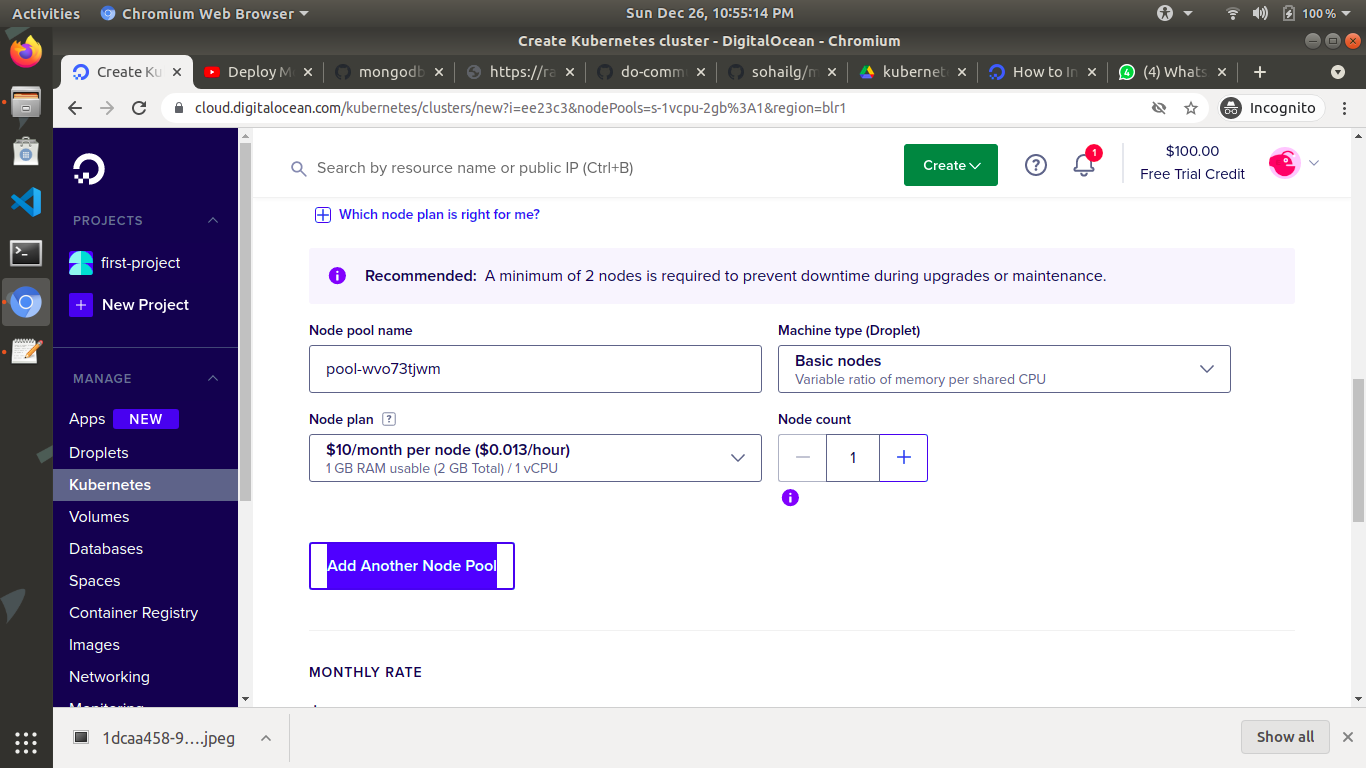 Activities
Chromium Web Browser
Sun Dec 26, 10:55:14 PM
100 %
Create Kubernetes cluster - DigitalOcean - Chromium
Create Ku
Deploy M
mongodb
https://ra
do-comm
sohailg/m
kubernet
How to In
(4) Whats
cloud.digitalocean.com/kubernetes/clusters/new?i=ee23c3&nodePools=s-1vcpu-2gb%3A1&region=blr1
Incognito
Search by resource name or public IP (Ctrl+B)
Create
1
$100.00
Free Trial Credit
PROJECTS
first-project
New Project
MANAGE
Apps NEW
Droplets
Kubernetes
Volumes
Databases
Spaces
Container Registry
Images
Networking
Monitoring
Which node plan is right for me?
Recommended: A minimum of 2 nodes is required to prevent downtime during upgrades or maintenance.
Node pool name
pool-wvo73tjwm
Machine type (Droplet)
Basic nodes
Variable ratio of memory per shared CPU
Node plan ?
$10/month per node ($0.013/hour)
1 GB RAM usable (2 GB Total) / 1 vCPU
Node count
1
Add Another Node Pool
MONTHLY RATE
1dcaa458-9....jpeg
Show all